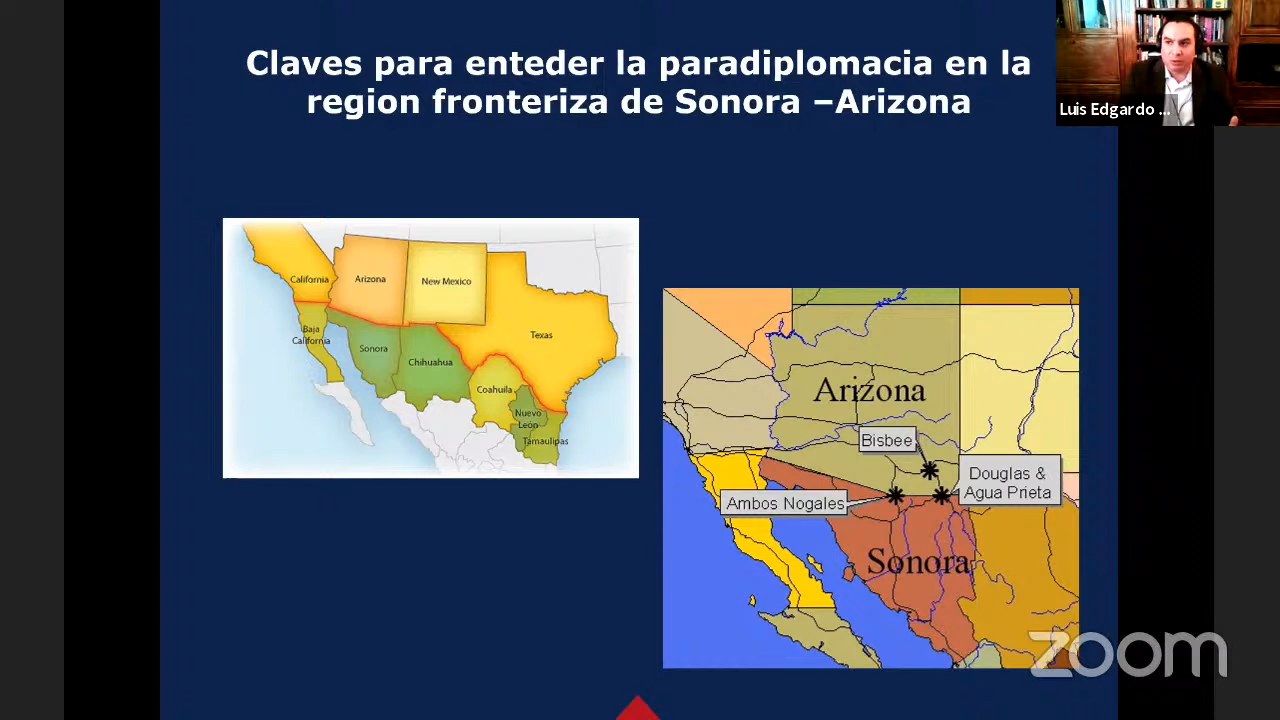 Claves para enteder la paradiplomacia en la
region fronteriza de Sonora –Arizona
Luis Edgardo ...
California
Arizona
New Mexico
Texas
Baja
California
Sonora
Chihuahua
Coahuila
Nuevo
León
Tamaulipas
Arizona
Bisbee
Douglas &
Agua Prieta
Ambos Nogales
Sonora
zoom